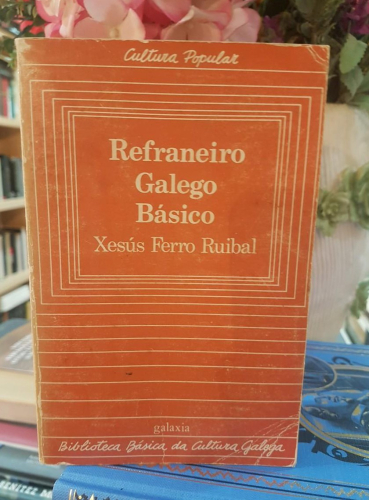 Cultura Popular
Refraneiro
Galego
Básico
Xesús Ferro Ruibal
galaxia
Biblioteca Básica da Cultura Galega